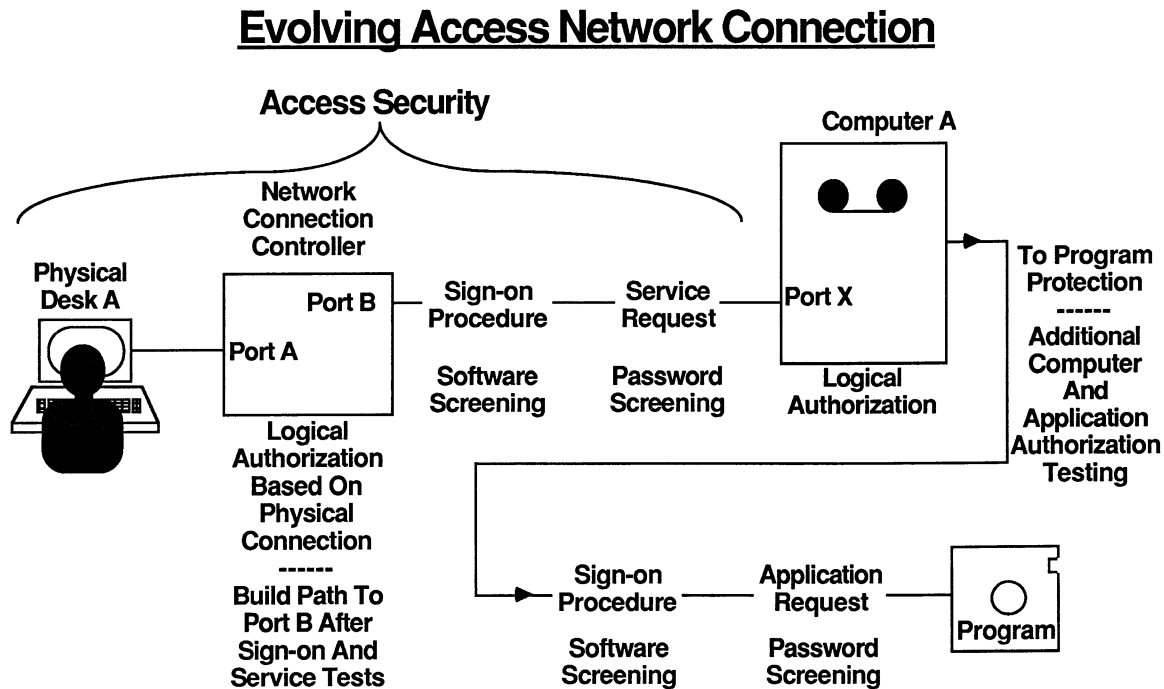 Evolving Access Network Connection
Access Security
Computer A
Network
Connection
Controller
Physical
Desk A
Port A
Port B
Sign-on
Procedure
Service
Request
Port X
Software
Screening
Password
Screening
Logical
Authorization
Logical
Authorization
Based On
Physical
Connection
------
Build Path To
Port B After
Sign-on And
Service Tests
To Program
Protection
------
Additional
Computer
And
Application
Authorization
Testing
Sign-on
Procedure
Application
Request
Program
Software
Screening
Password
Screening